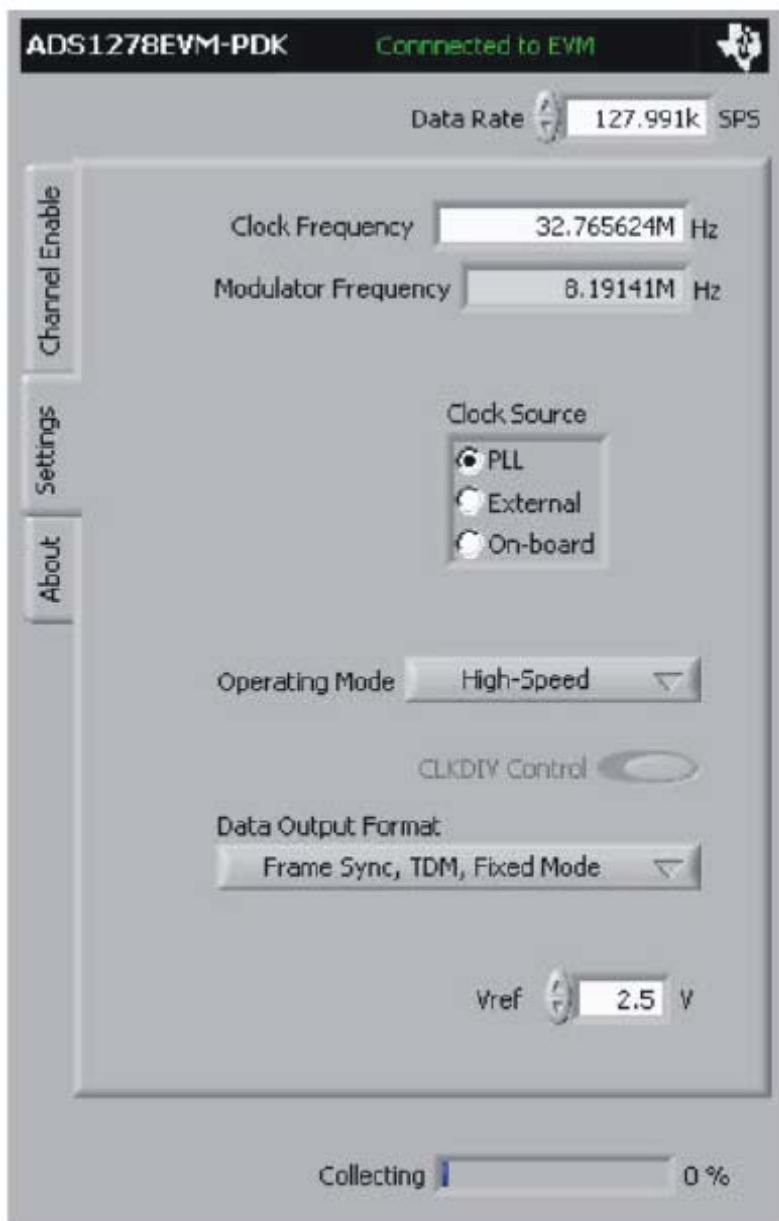 ADS1278EVM-PDK Connnected to EVM
Data Rate 127.991k SPS
Channel Enable
Settings
About
Clock Frequency 32.765624M Hz
Modulator Frequency 8.19141M Hz
Clock Source
PLL
External
On-board
Operating Mode High-Speed
CLKDIV Control
Data Output Format
Frame Sync, TDM, Fixed Mode
Vref 2.5 V
Collecting 0 %